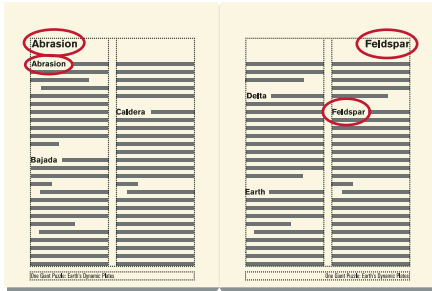 Abrasion
Abrasion
Bajada
Caldera
One Giant Puzzle: Earth's Dynamic Plates
Feldspar
Delta
Earth
Feldspar
One Giant Puzzle: Earth's Dynamic Plates